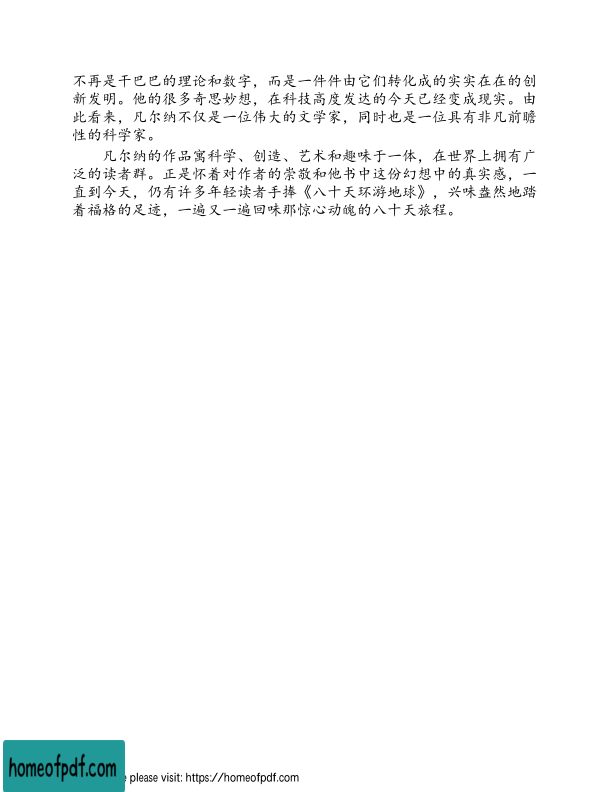 不再是干巴巴的理论和数字，而是一件件由它们转化成的实实在在的创
新发明。他的很多奇思妙想，在科技高度发达的今天已经变成现实。由
此看来，凡尔纳不仅是一位伟大的文学家，同时也是一位具有非凡前瞻
性的科学家。
凡尔纳的作品寓科学、创造、艺术和趣味于一体，在世界上拥有广
泛的读者群。正是怀着对作者的崇敬和他书中这份幻想中的真实感，一
直到今天，仍有许多年轻读者手捧《八十天环游地球》，兴味盎然地踏
着福格的足迹，一遍又一遍回味那惊心动魄的八十天旅程。
homeofpdf.com
e please visit: https://homeofpdf.com